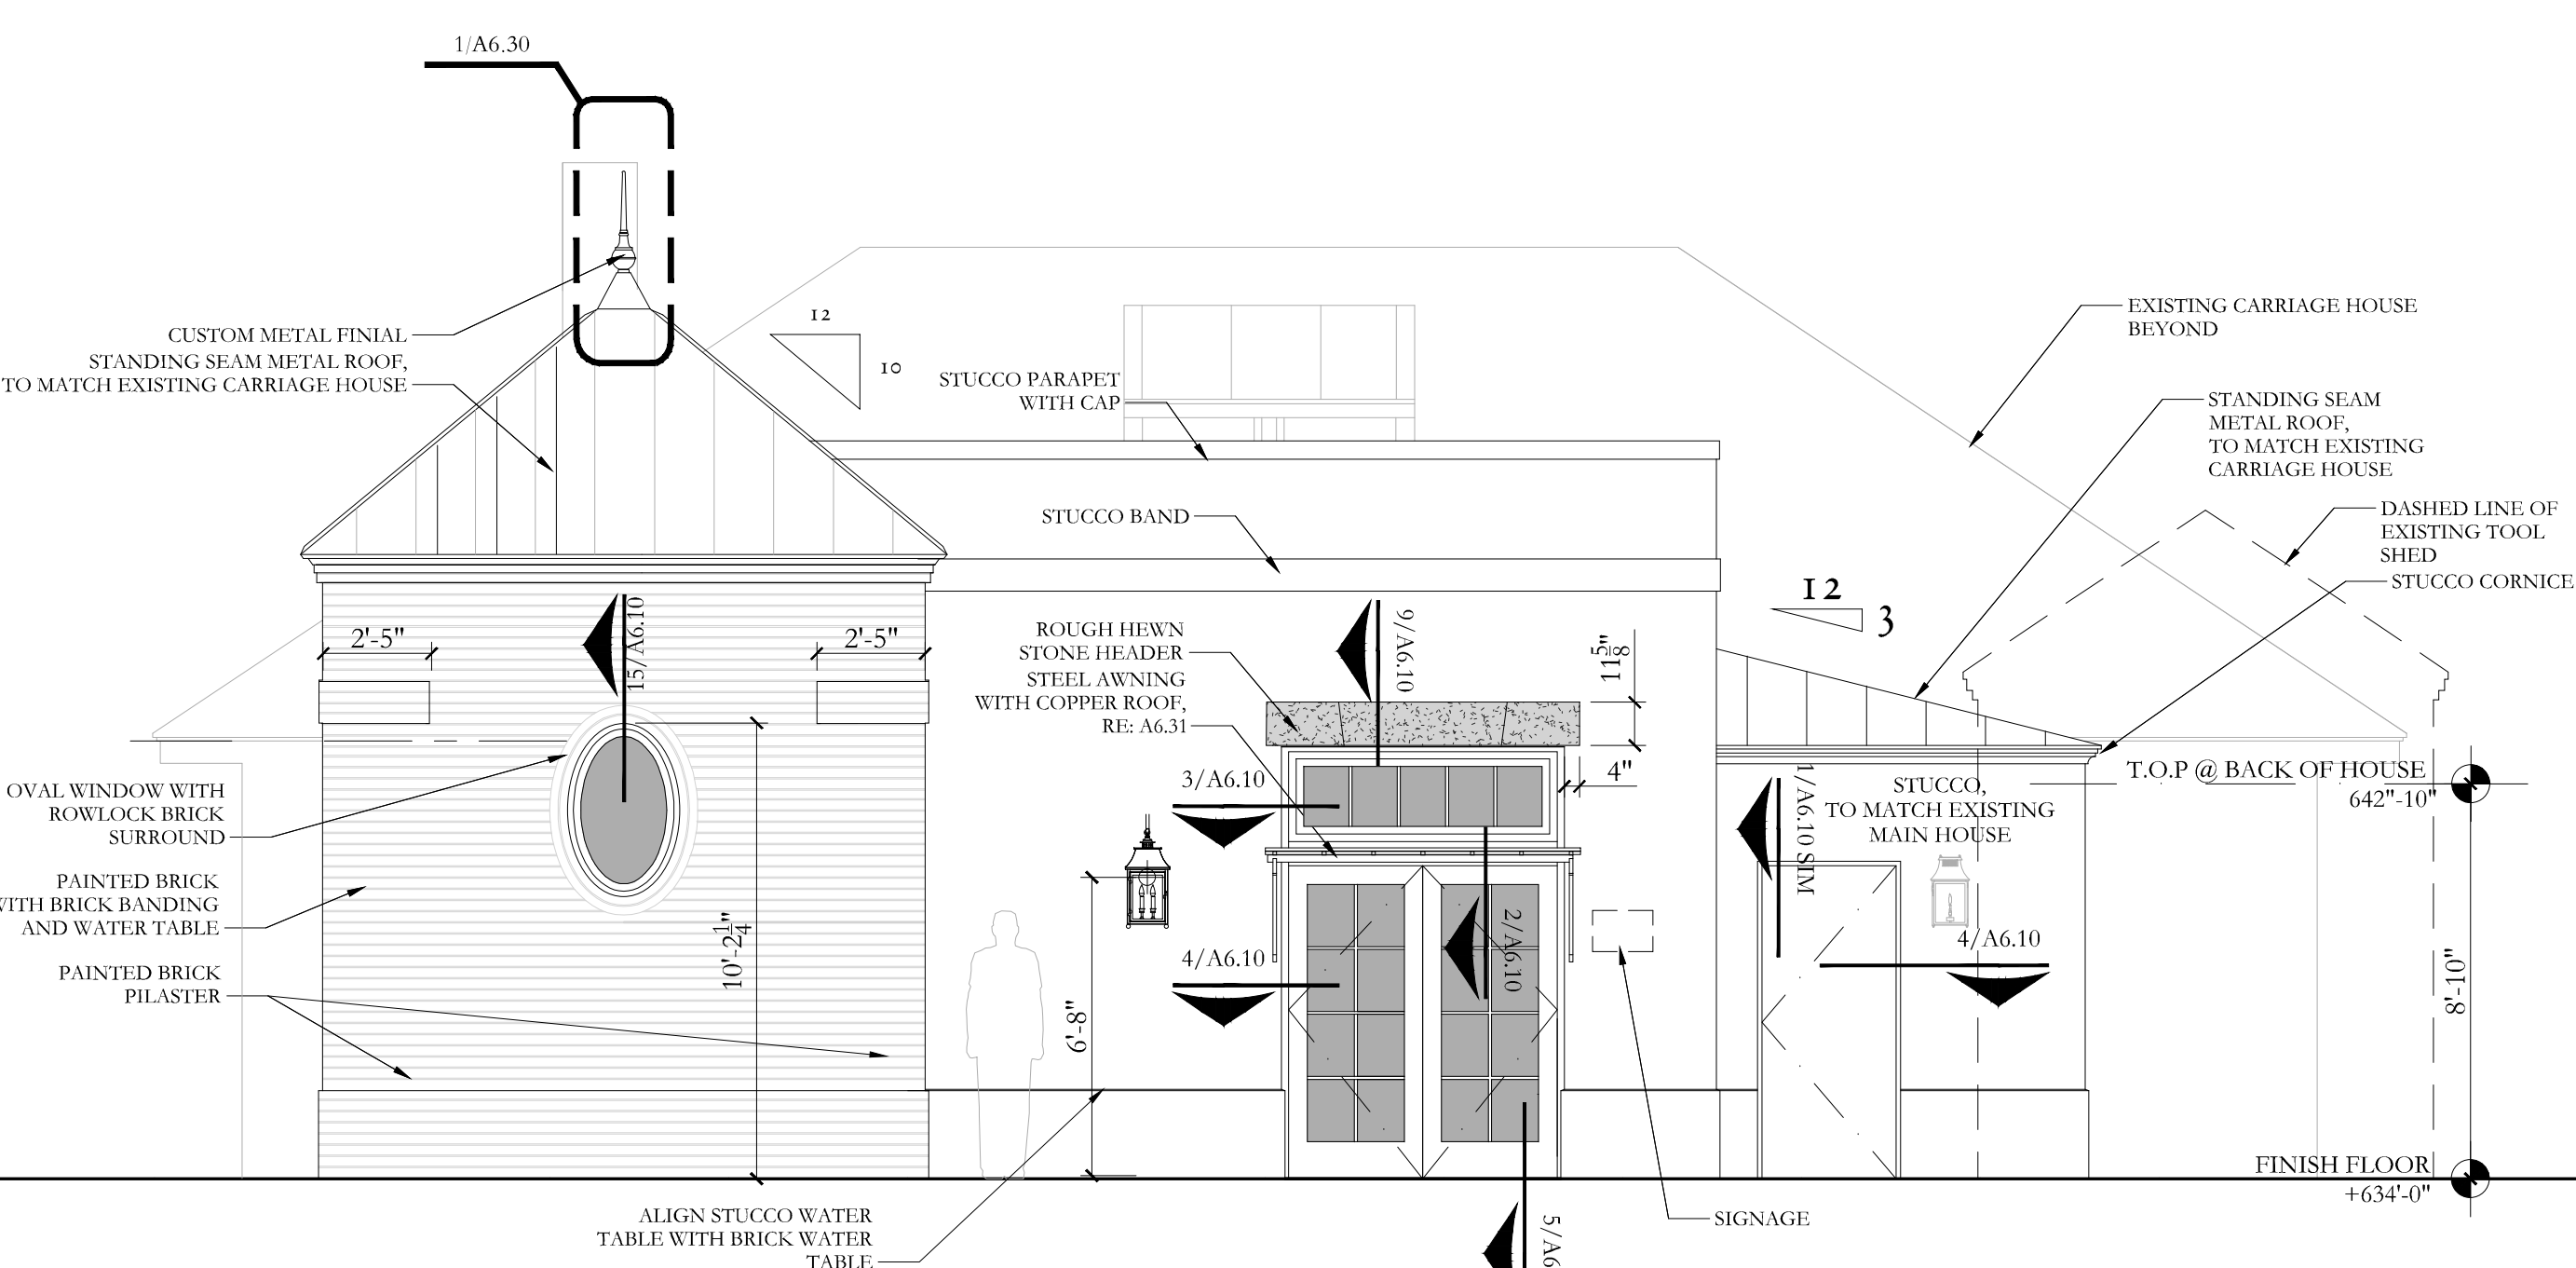 1/A6.30
CUSTOM METAL FINIAL
STANDING SEAM METAL ROOF,
TO MATCH EXISTING CARRIAGE HOUSE
12
10
STUCCO PARAPET
WITH CAP
EXISTING CARRIAGE HOUSE
BEYOND
STANDING SEAM
METAL ROOF,
TO MATCH EXISTING
CARRIAGE HOUSE
STUCCO BAND
DASHED LINE OF
EXISTING TOOL
SHED
STUCCO CORNICE
12
3
2'-5"
15/A6.10
2'-5"
ROUGH HEWN
STONE HEADER
STEEL AWNING
WITH COPPER ROOF,
RE: A6.31
9/A6.10
11 5/8"
4"
3/A6.10
T.O.P @ BACK OF HOUSE
642"-10"
STUCCO,
TO MATCH EXISTING
MAIN HOUSE
1/A6.10 SIM
OVAL WINDOW WITH
ROWLOCK BRICK
SURROUND
PAINTED BRICK
WITH BRICK BANDING
AND WATER TABLE
PAINTED BRICK
PILASTER
10'-2 1/4"
6'-8"
4/A6.10
2/A6.10
4/A6.10
8'-10"
FINISH FLOOR
+634'-0"
ALIGN STUCCO WATER
TABLE WITH BRICK WATER
TABLE
5/A6
SIGNAGE